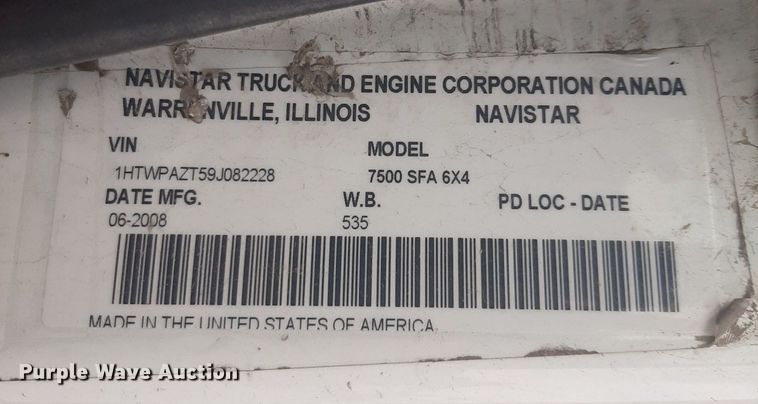 NAVISTAR TRUCK AND ENGINE CORPORATION CANADA
WARRENVILLE, ILLINOIS NAVISTAR
VIN MODEL
1HTWPAZT59J082228 7500 SFA 6X4
DATE MFG. W.B. PD LOC - DATE
06-2008 535
MADE IN THE UNITED STATES OF AMERICA
Purple Wave Auction